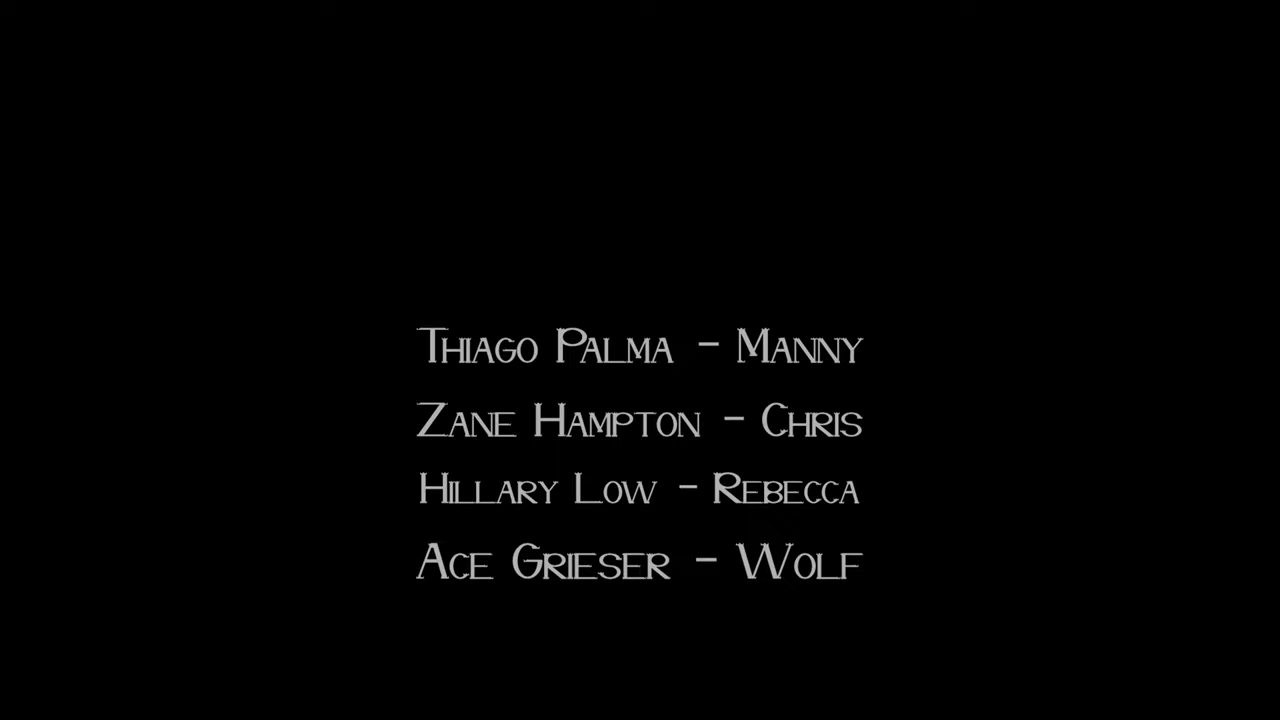 Thiago Palma - Manny
Zane Hampton - Chris
Hillary Low - Rebecca
Ace Grieser - Wolf